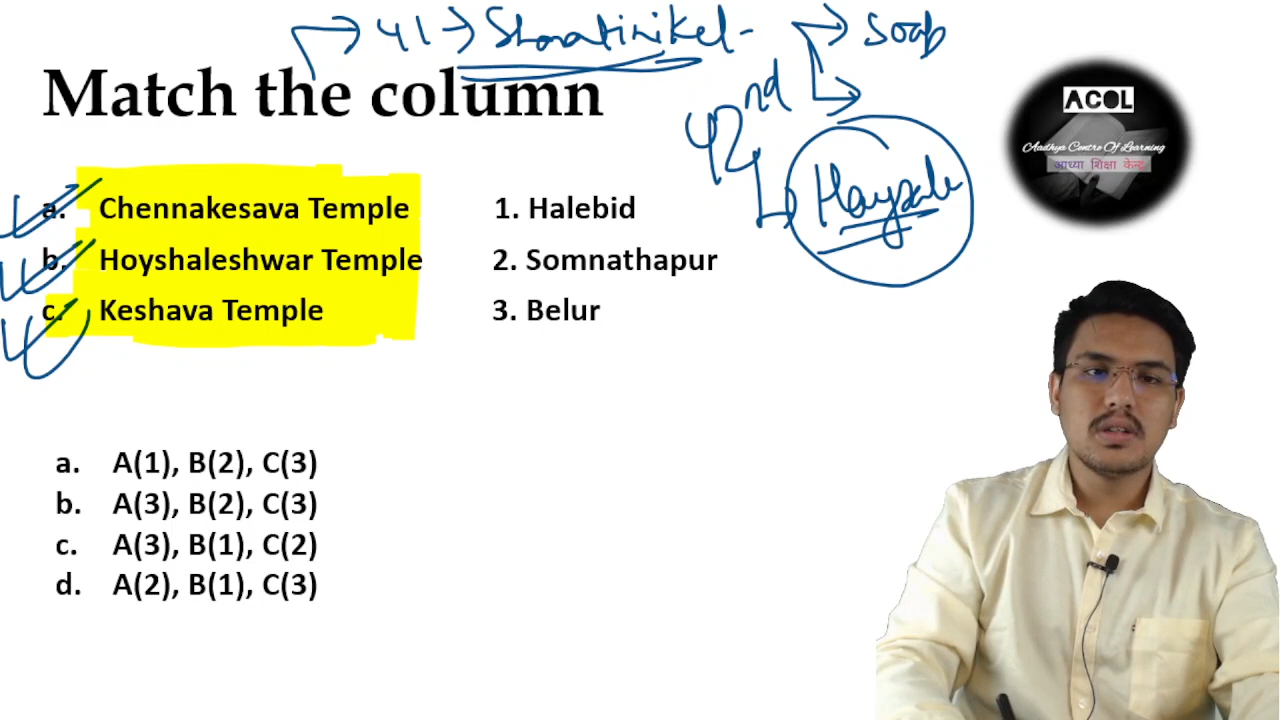 → 41 → Shantiniketan → Soap
Match the column
42nd
Hoysala
ACOL
Aadhya Centre Of Learning
आध्या शिक्षा केन्द्र
a. Chennakesava Temple 1. Halebid
b. Hoyshaleshwar Temple 2. Somnathapur
c. Keshava Temple 3. Belur
a. A(1), B(2), C(3)
b. A(3), B(2), C(3)
c. A(3), B(1), C(2)
d. A(2), B(1), C(3)